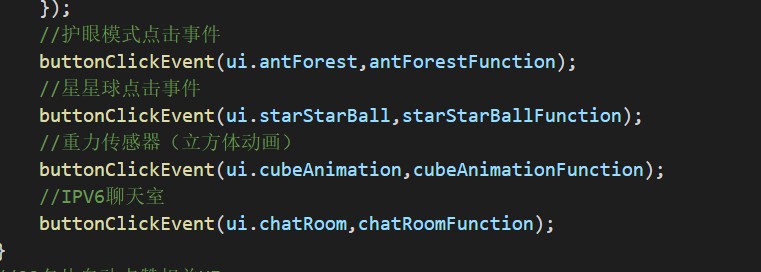 });
//护眼模式点击事件
buttonClickEvent(ui.antForest,antForestFunction);
//星星球点击事件
buttonClickEvent(ui.starStarBall,starStarBallFunction);
//重力传感器（立方体动画）
buttonClickEvent(ui.cubeAnimation,cubeAnimationFunction);
//IPV6聊天室
buttonClickEvent(ui.chatRoom,chatRoomFunction);
}